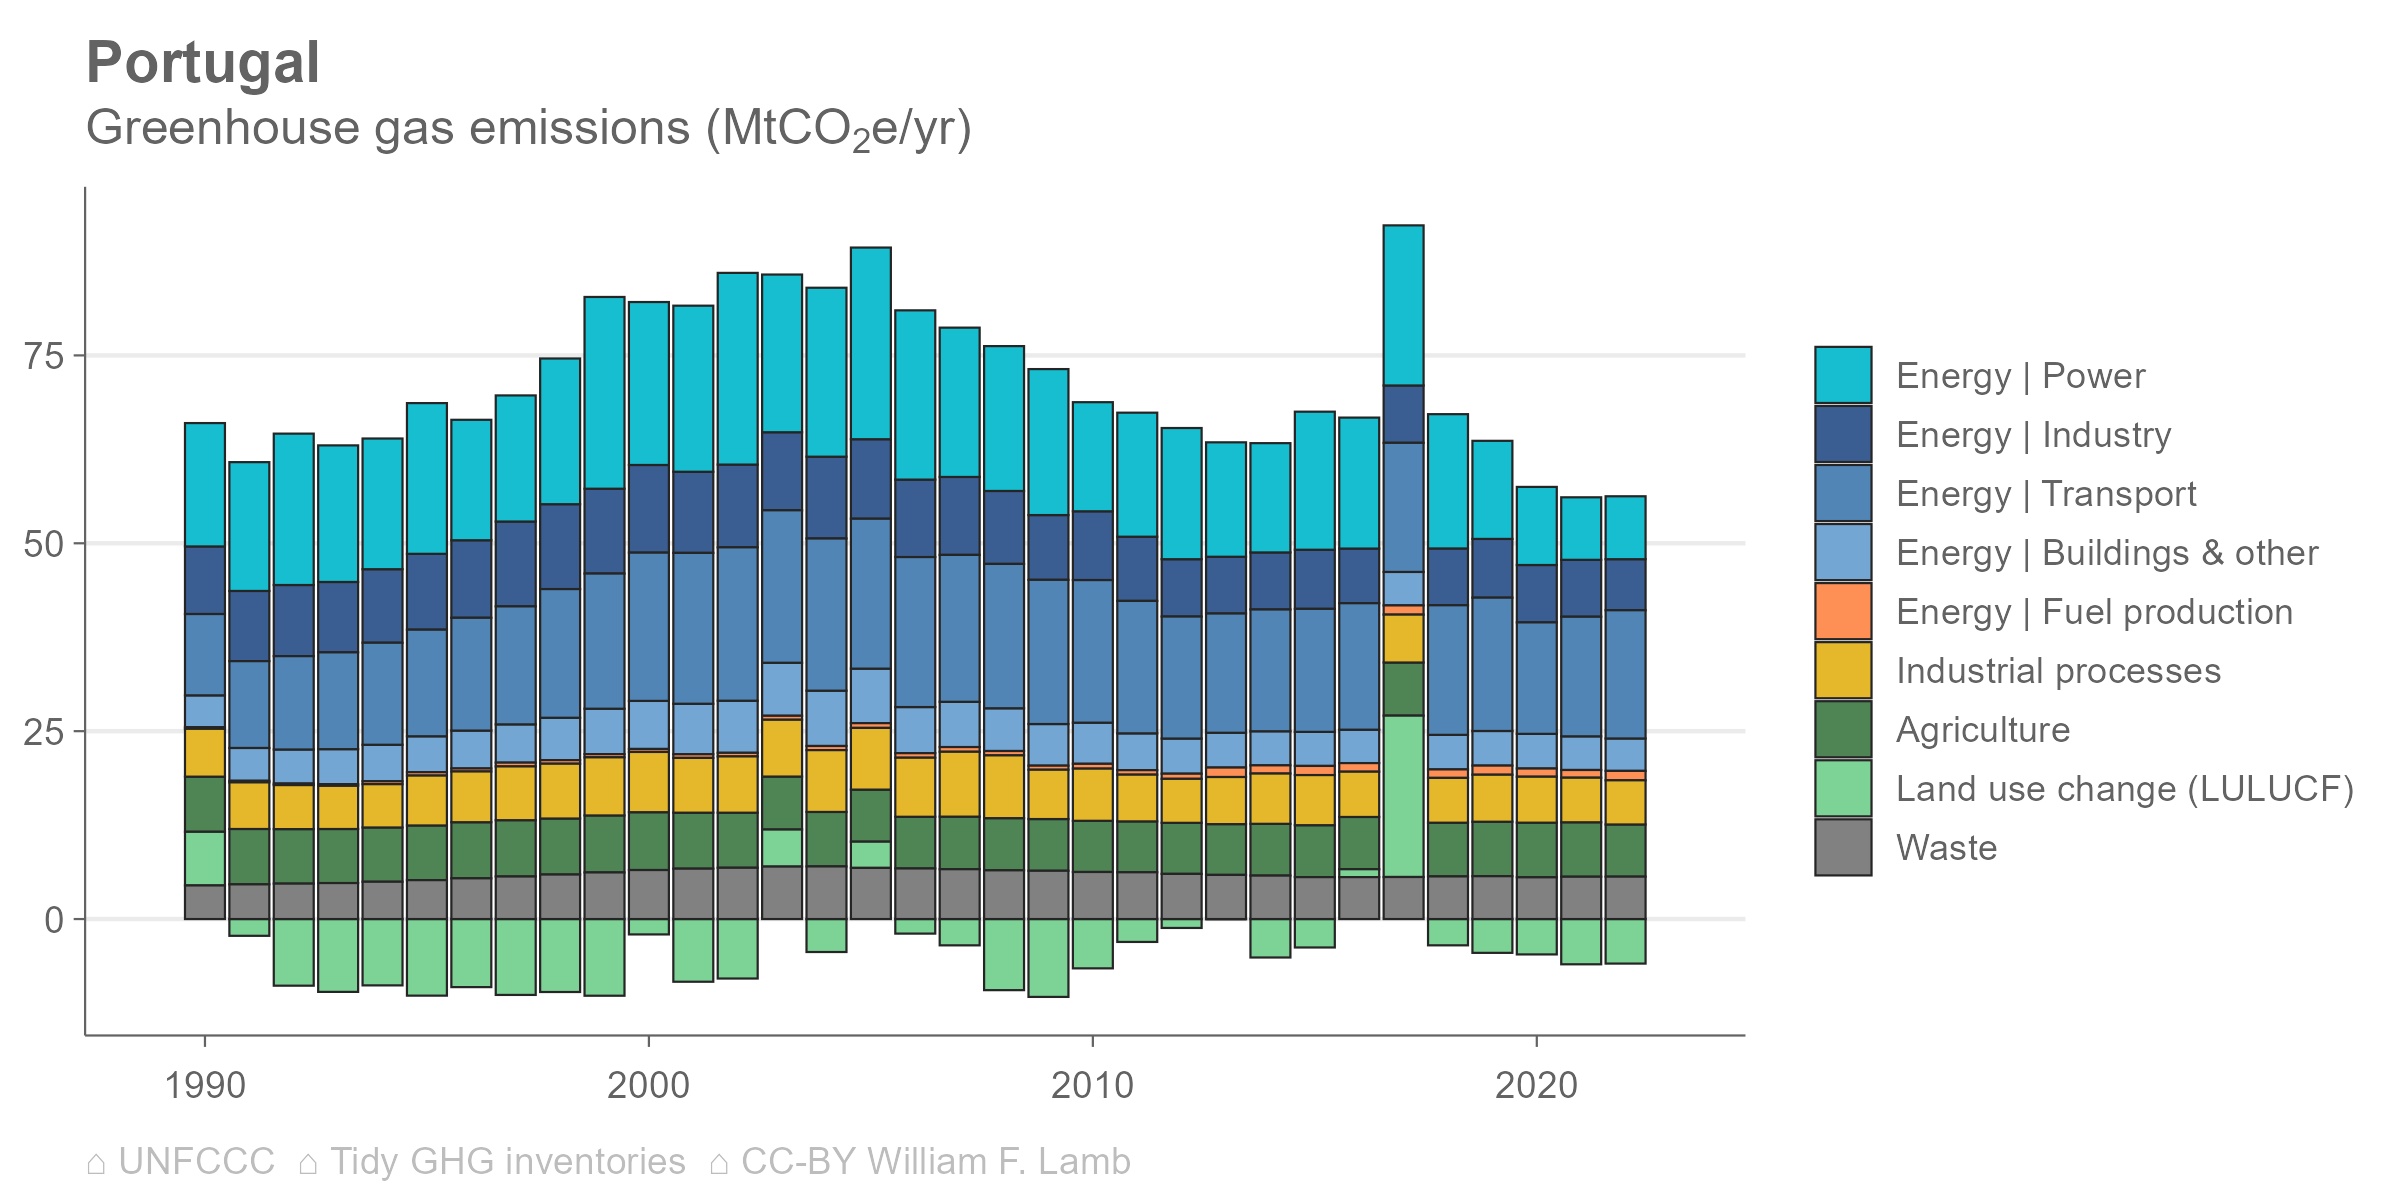 Portugal
Greenhouse gas emissions (MtCO₂e/yr)
75
50
25
0
1990 2000 2010 2020
Energy | Power
Energy | Industry
Energy | Transport
Energy | Buildings & other
Energy | Fuel production
Industrial processes
Agriculture
Land use change (LULUCF)
Waste
⌂ UNFCCC ⌂ Tidy GHG inventories ⌂ CC-BY William F. Lamb